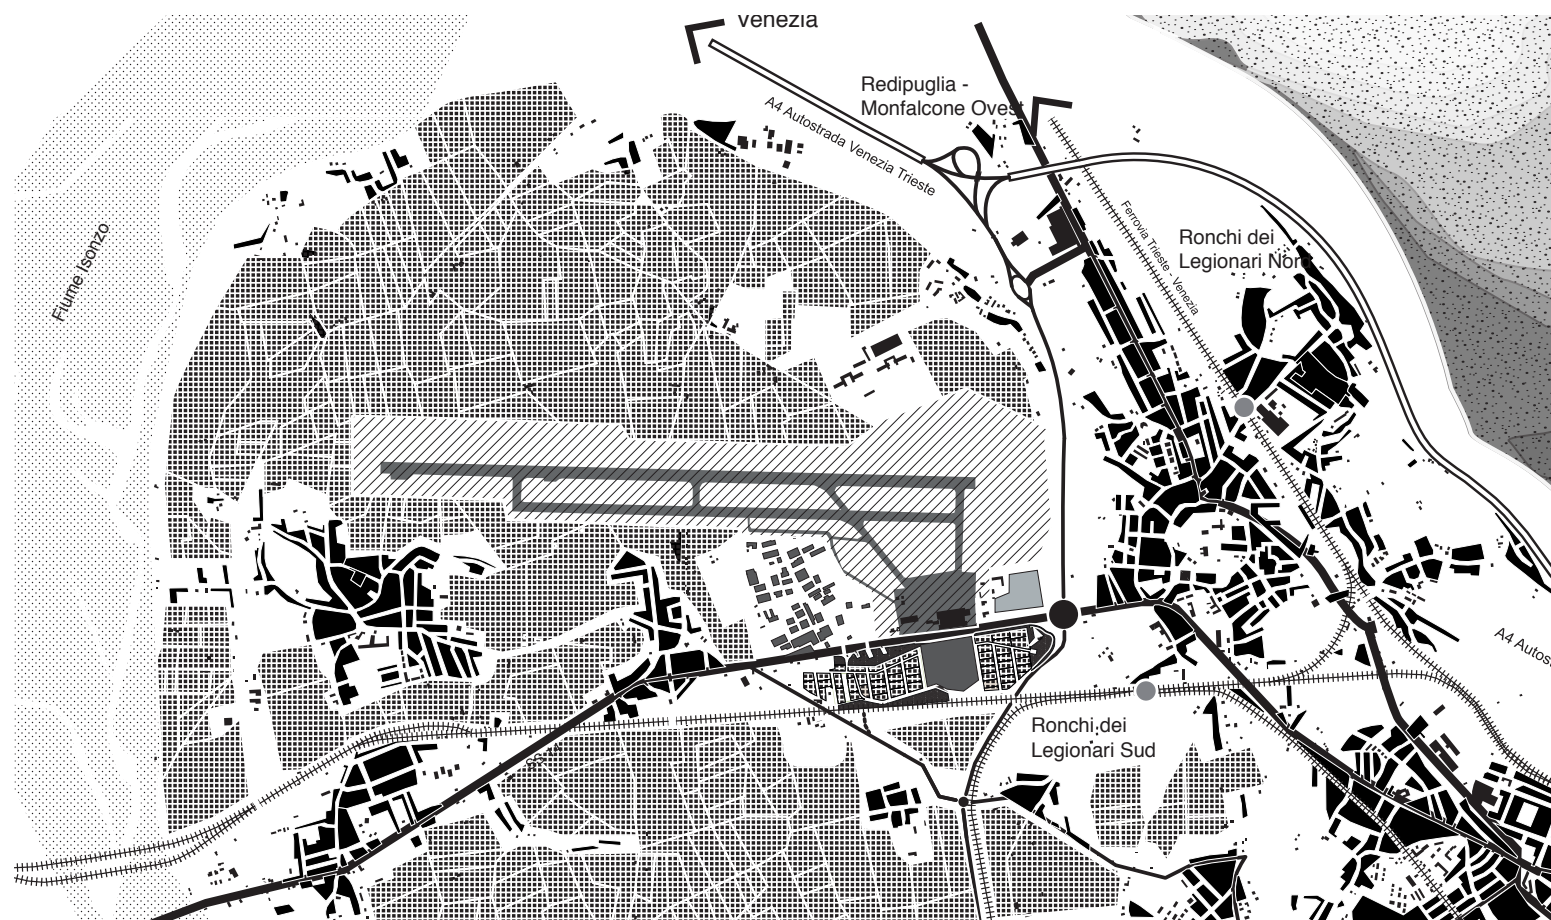 Venezia
Redipuglia -
Monfalcone Ovest
A4 Autostrada Venezia Trieste
Ferrovia Trieste - Venezia
Ronchi dei
Legionari Nord
Fiume Isonzo
A4 Autos
Ronchi dei
Legionari Sud